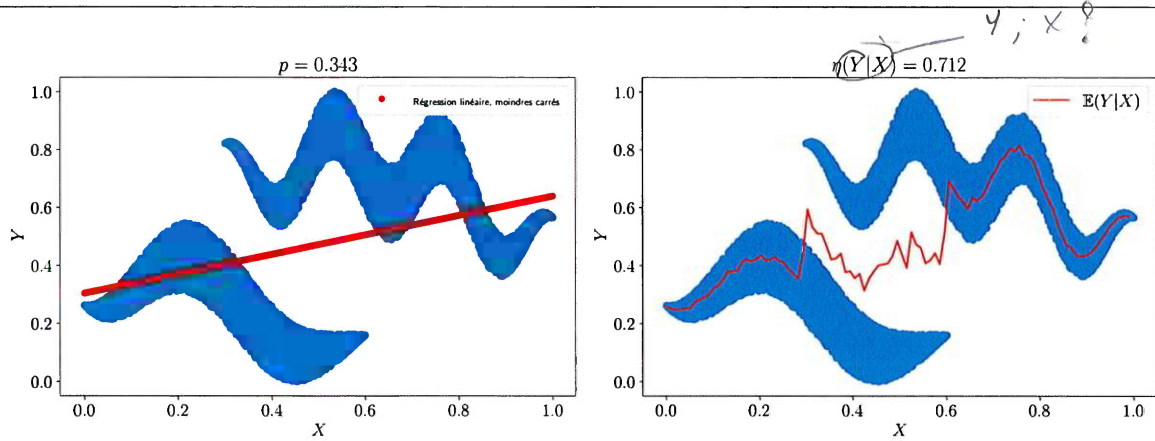 Y ; X ?
p = 0.343
η(Y|X) = 0.712
Régression linéaire, moindres carrés
1.0
0.8
0.6
0.4
0.2
0.0
Y
0.0 0.2 0.4 0.6 0.8 1.0
X
𝔼(Y|X)
1.0
0.8
0.6
0.4
0.2
0.0
Y
0.0 0.2 0.4 0.6 0.8 1.0
X